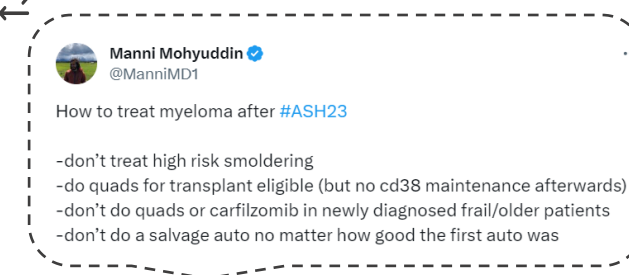 Manni Mohyuddin
@ManniMD1
How to treat myeloma after #ASH23
-don't treat high risk smoldering
-do quads for transplant eligible (but no cd38 maintenance afterwards)
-don't do quads or carfilzomib in newly diagnosed frail/older patients
-don't do a salvage auto no matter how good the first auto was